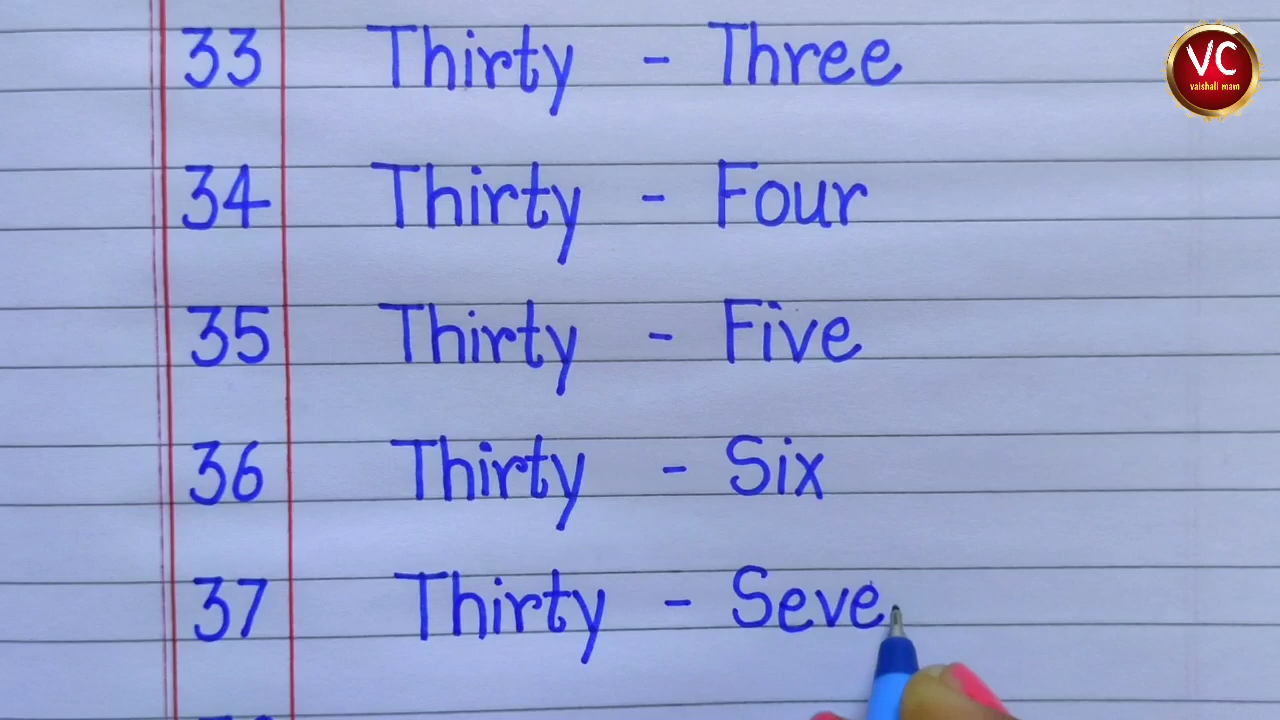 33 Thirty - Three
34 Thirty - Four
35 Thirty - Five
36 Thirty - Six
37 Thirty - Seve
VC
vaishali mam